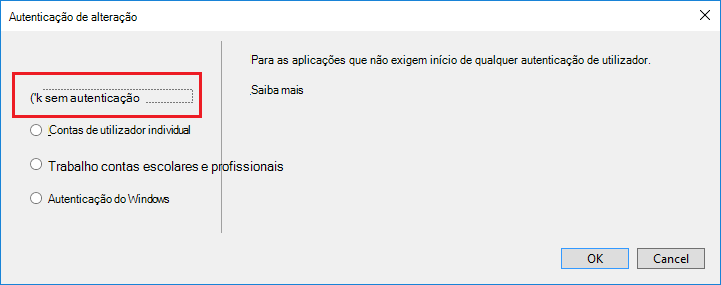 Autenticação de alteração
Para as aplicações que não exigem início de qualquer autenticação de utilizador.
Saiba mais
('k sem autenticação
Contas de utilizador individual
Trabalho contas escolares e profissionais
Autenticação do Windows
OK
Cancel